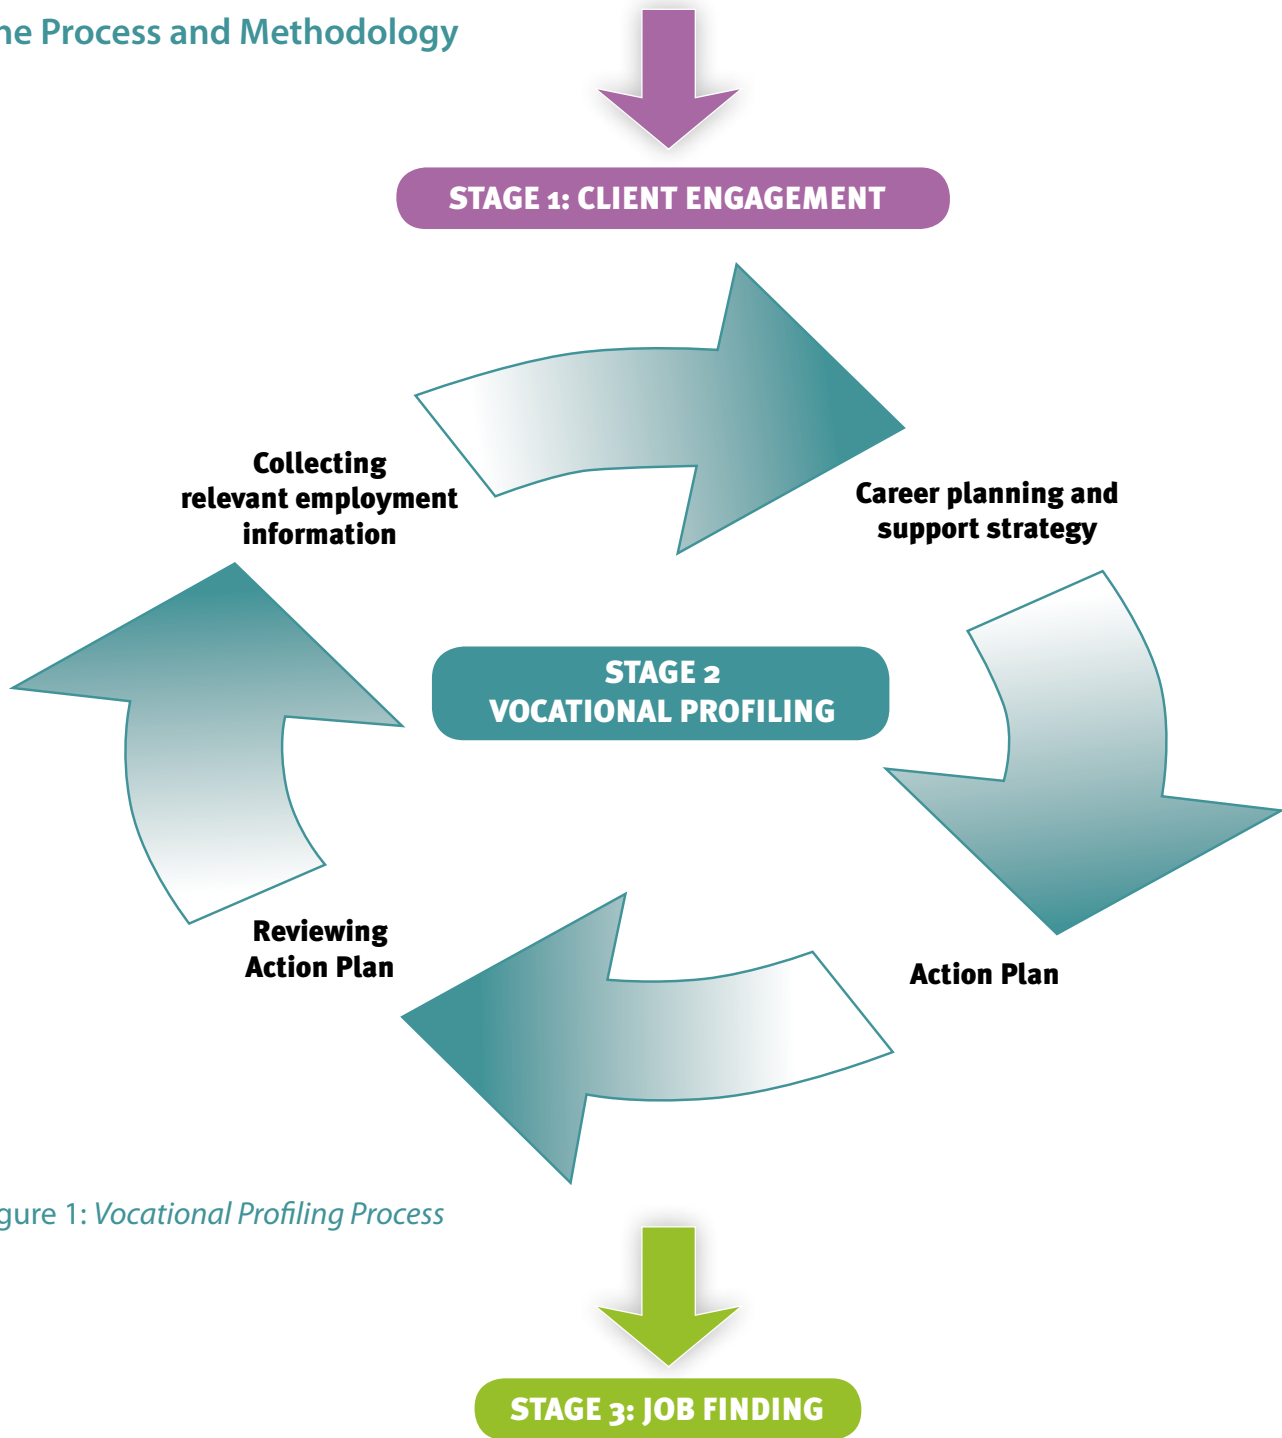 he Process and Methodology
STAGE 1: CLIENT ENGAGEMENT
Collecting
relevant employment
information
Career planning and
support strategy
STAGE 2
VOCATIONAL PROFILING
Reviewing
Action Plan
Action Plan
gure 1: Vocational Profiling Process
STAGE 3: JOB FINDING